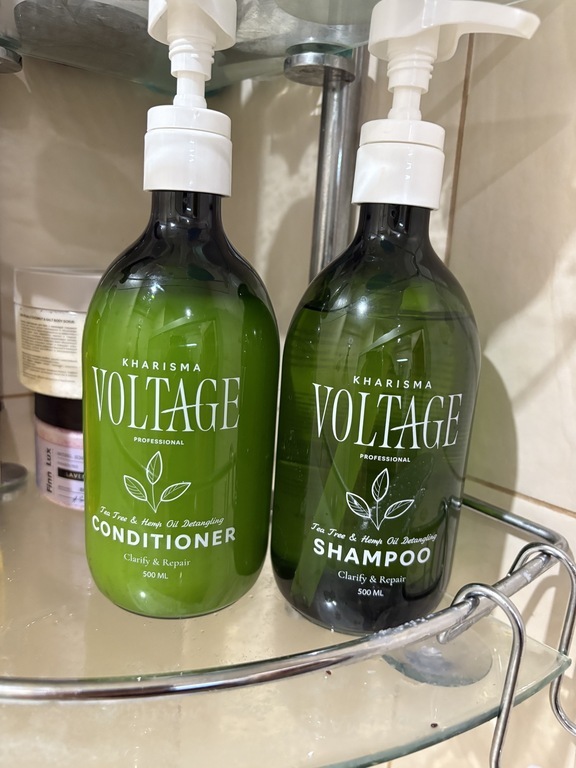 KHARISMA
VOLTAGE
PROFESSIONAL
Tea Tree & Hemp Oil Detangling
CONDITIONER
Clarify & Repair
500 ML
KHARISMA
VOLTAGE
PROFESSIONAL
Tea Tree & Hemp Oil Detangling
SHAMPOO
Clarify & Repair
500 ML
Finn Lux